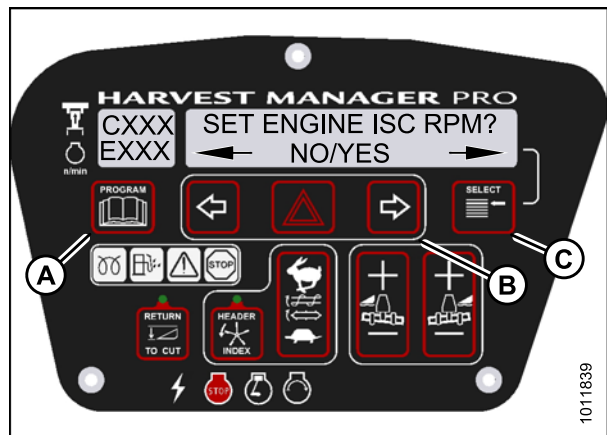 HARVEST MANAGER PRO
CXXX
EXXX
SET ENGINE ISC RPM?
NO/YES
n/min
PROGRAM
SELECT
A
B
C
STOP
RETURN
TO CUT
HEADER
INDEX
STOP
1011839